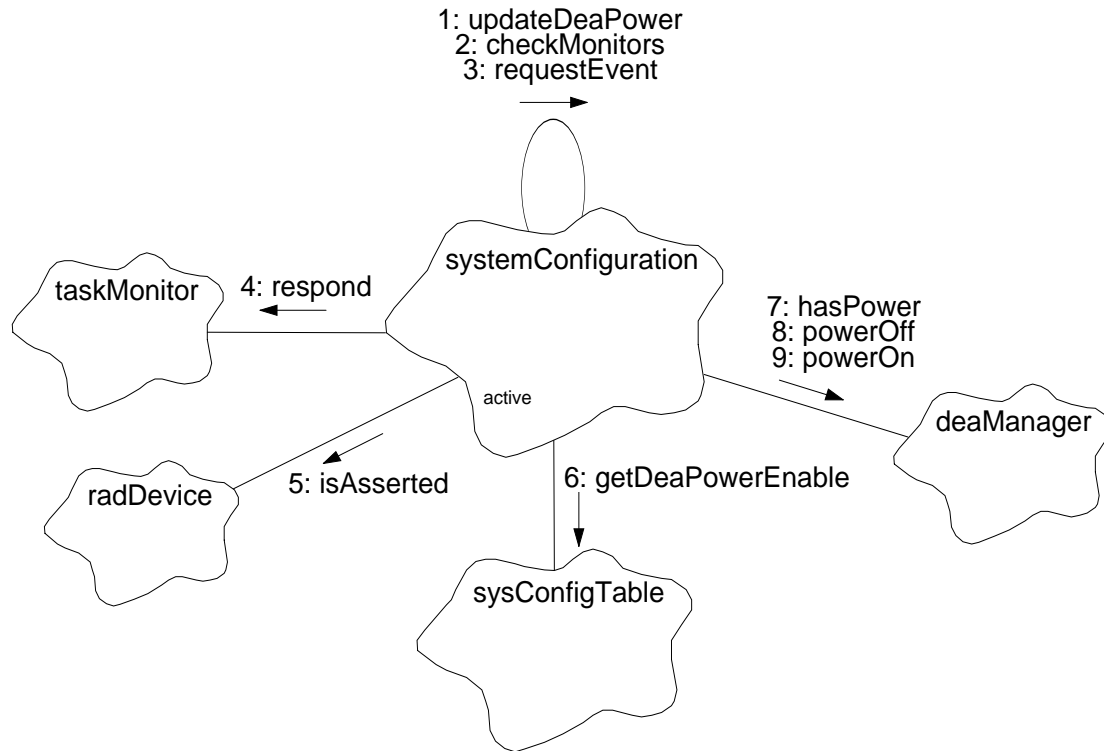 1: updateDeaPower
2: checkMonitors
3: requestEvent
systemConfiguration
taskMonitor
4: respond
7: hasPower
8: powerOff
9: powerOn
active
deaManager
radDevice
5: isAsserted
6: getDeaPowerEnable
sysConfigTable